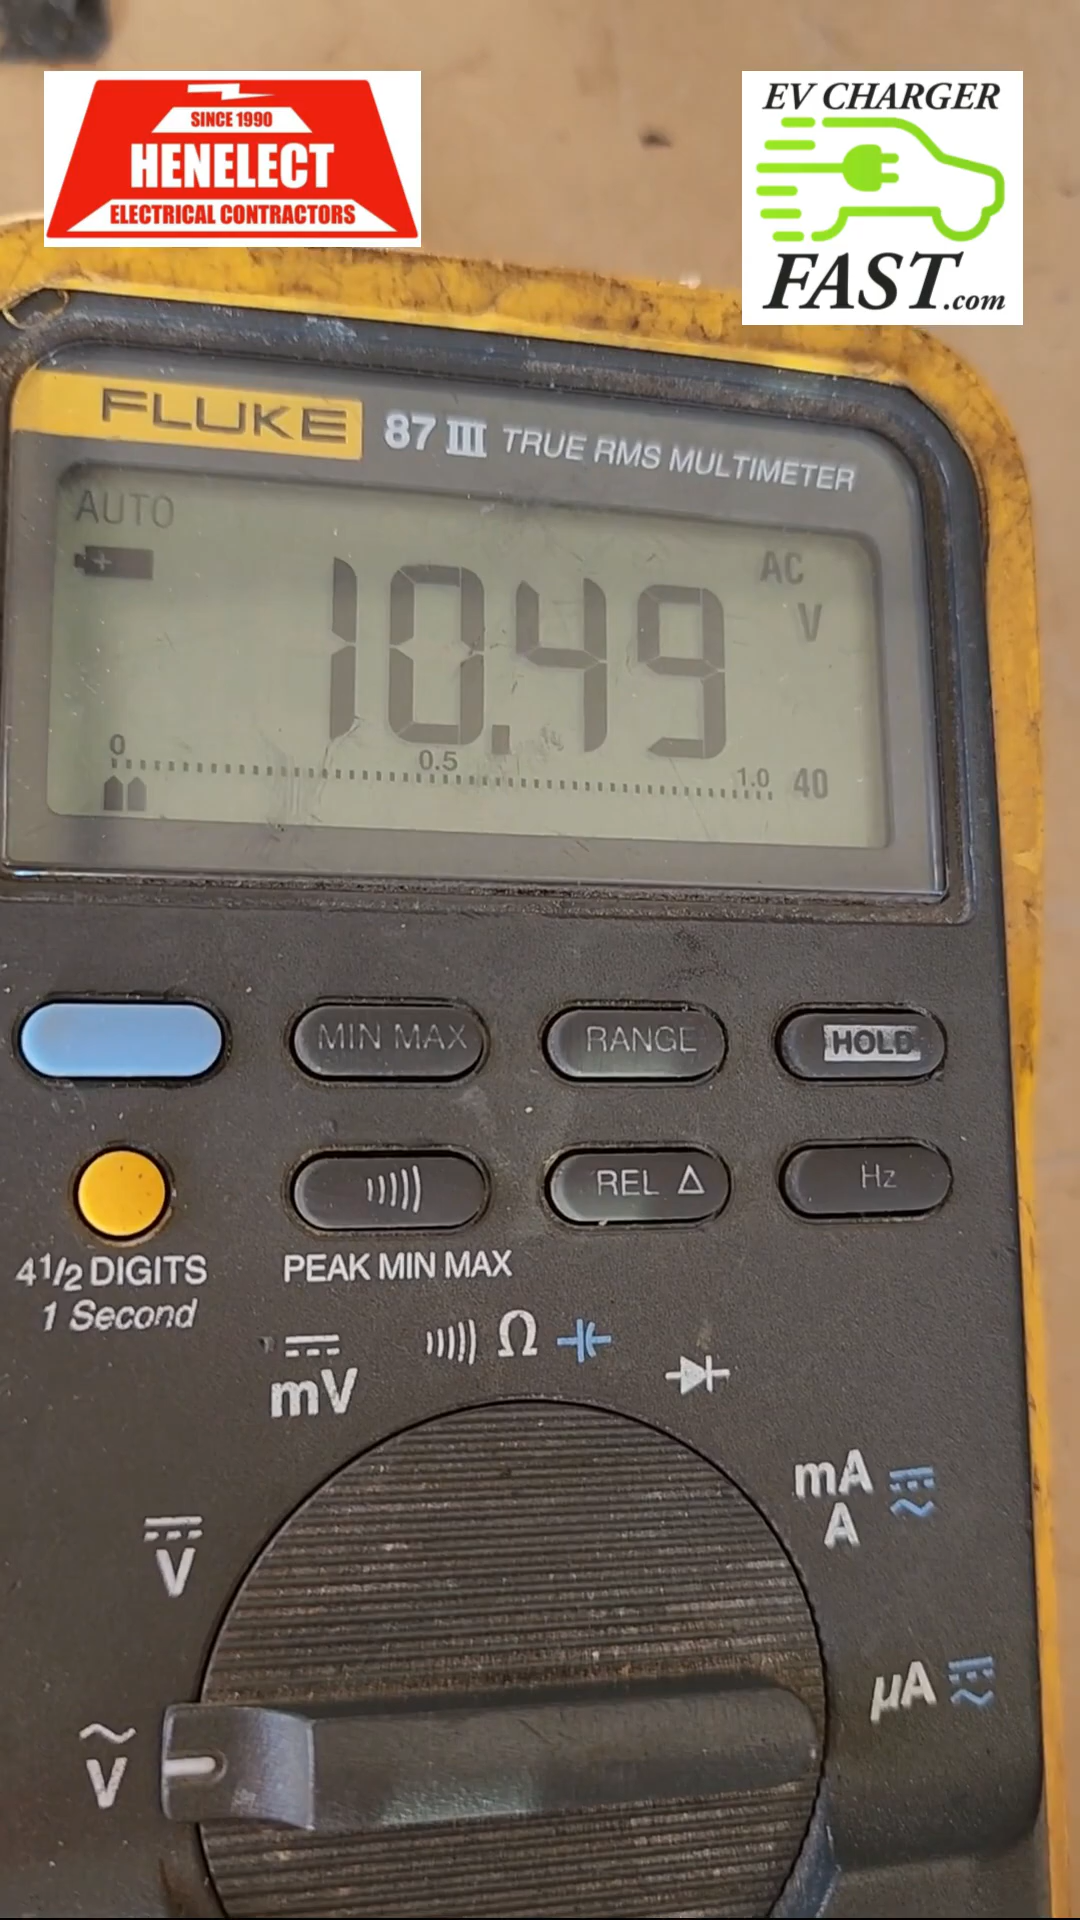 SINCE 1990
HENELECT
ELECTRICAL CONTRACTORS
EV CHARGER
FAST.com
FLUKE 87 III TRUE RMS MULTIMETER
AUTO
AC
10.49 V
0 0.5 1.0 40
MIN MAX RANGE HOLD
REL Δ Hz
4 1/2 DIGITS PEAK MIN MAX
1 Second
mV Ω
mA
A
V
µA
V